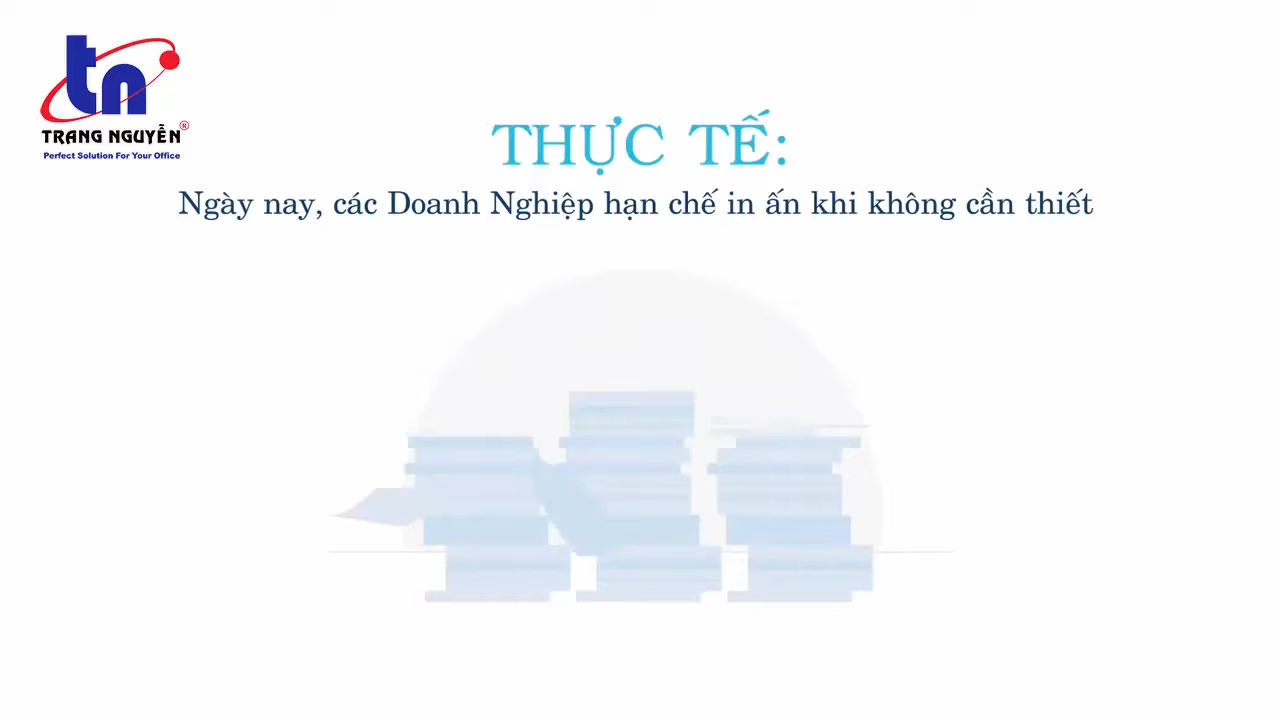 tn
TRANG NGUYỄN®
Perfect Solution For Your Office
THỰC TẾ:
Ngày nay, các Doanh Nghiệp hạn chế in ấn khi không cần thiết